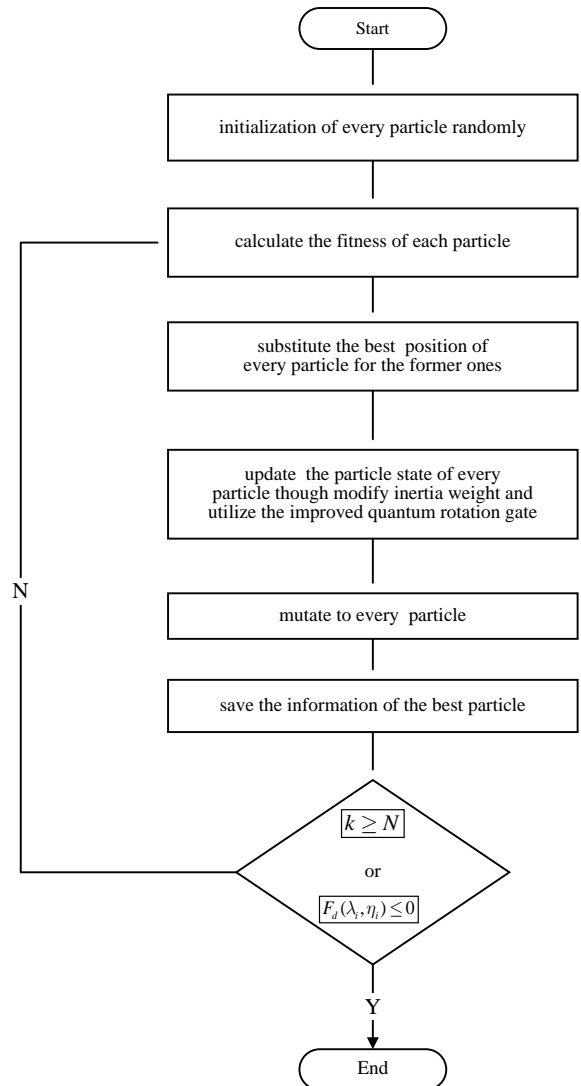 Start
initialization of every particle randomly
calculate the fitness of each particle
substitute the best position of
every particle for the former ones
update the particle state of every
particle though modify inertia weight and
utilize the improved quantum rotation gate
N
mutate to every particle
save the information of the best particle
k ≥ N
or
F_d(λ_i,η_i)≤0
Y
End